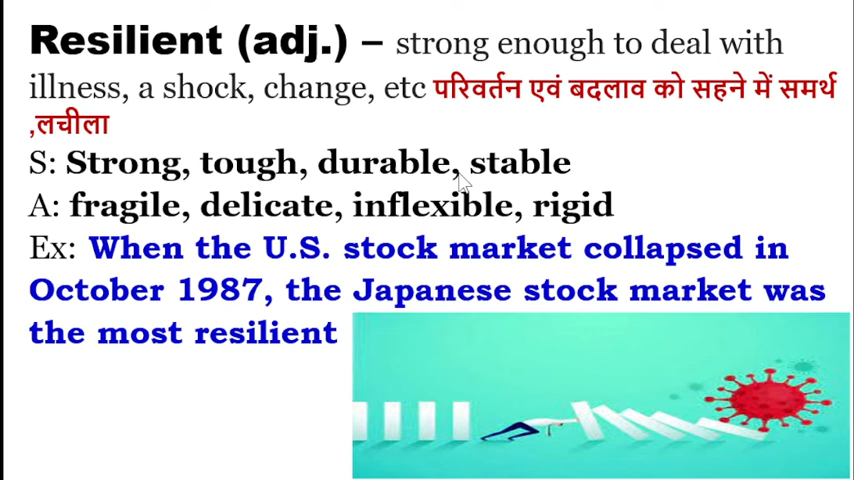 Resilient (adj.) – strong enough to deal with
illness, a shock, change, etc परिवर्तन एवं बदलाव को सहने में समर्थ
,लचीला
S: Strong, tough, durable, stable
A: fragile, delicate, inflexible, rigid
Ex: When the U.S. stock market collapsed in
October 1987, the Japanese stock market was
the most resilient